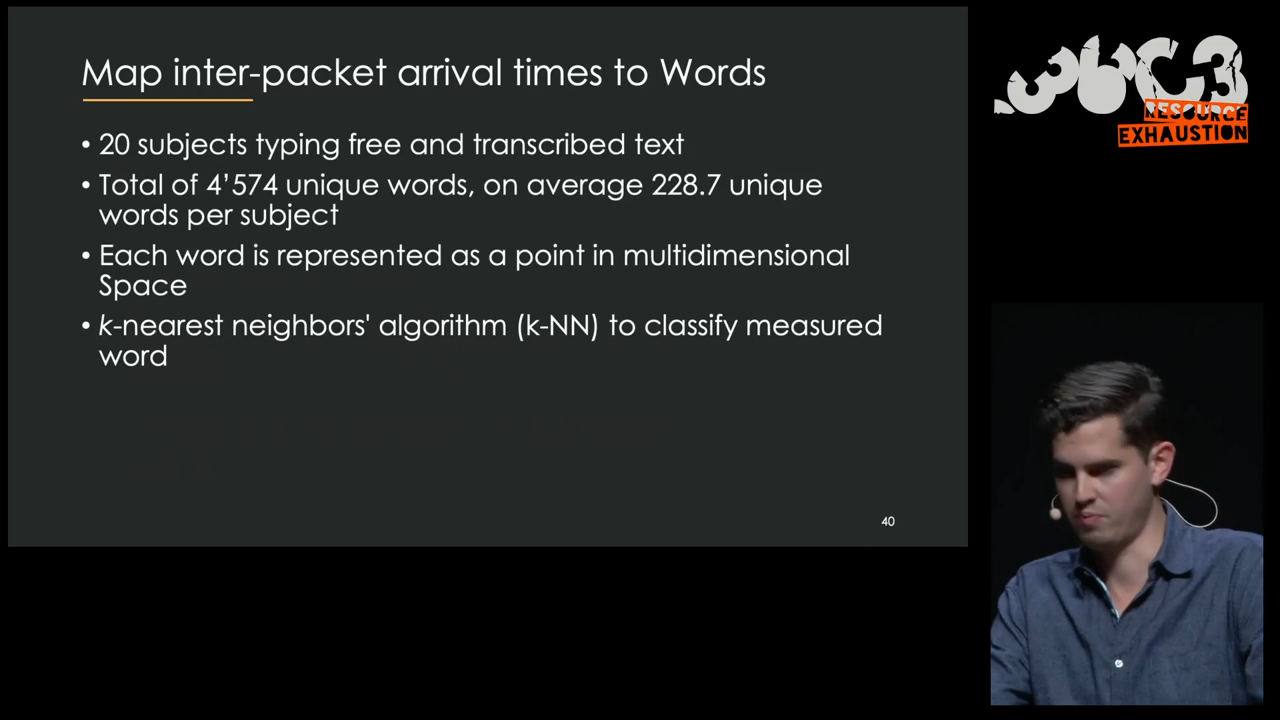 Map inter-packet arrival times to Words
• 20 subjects typing free and transcribed text
• Total of 4’574 unique words, on average 228.7 unique
words per subject
• Each word is represented as a point in multidimensional
Space
• k-nearest neighbors' algorithm (k-NN) to classify measured
word
40
36C3
RESOURCE
EXHAUSTION